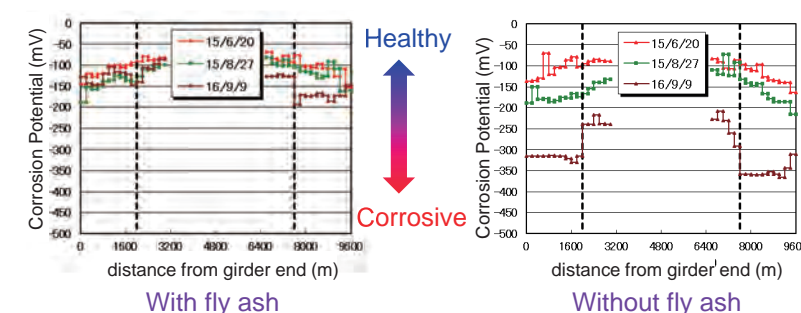 Corrosion Potential (mV)
0
-50
-100
-150
-200
-250
-300
-350
-400
-450
-500
15/6/20
15/8/27
16/9/9
0 1600 3200 4800 6400 8000 9600
distance from girder end (m)
With fly ash
Healthy
Corrosive
Corrosion Potential (mV)
0
-50
-100
-150
-200
-250
-300
-350
-400
-450
-500
15/6/20
15/8/27
16/9/9
0 1600 3200 4800 6400 8000 960
distance from girder' end (m)
Without fly ash